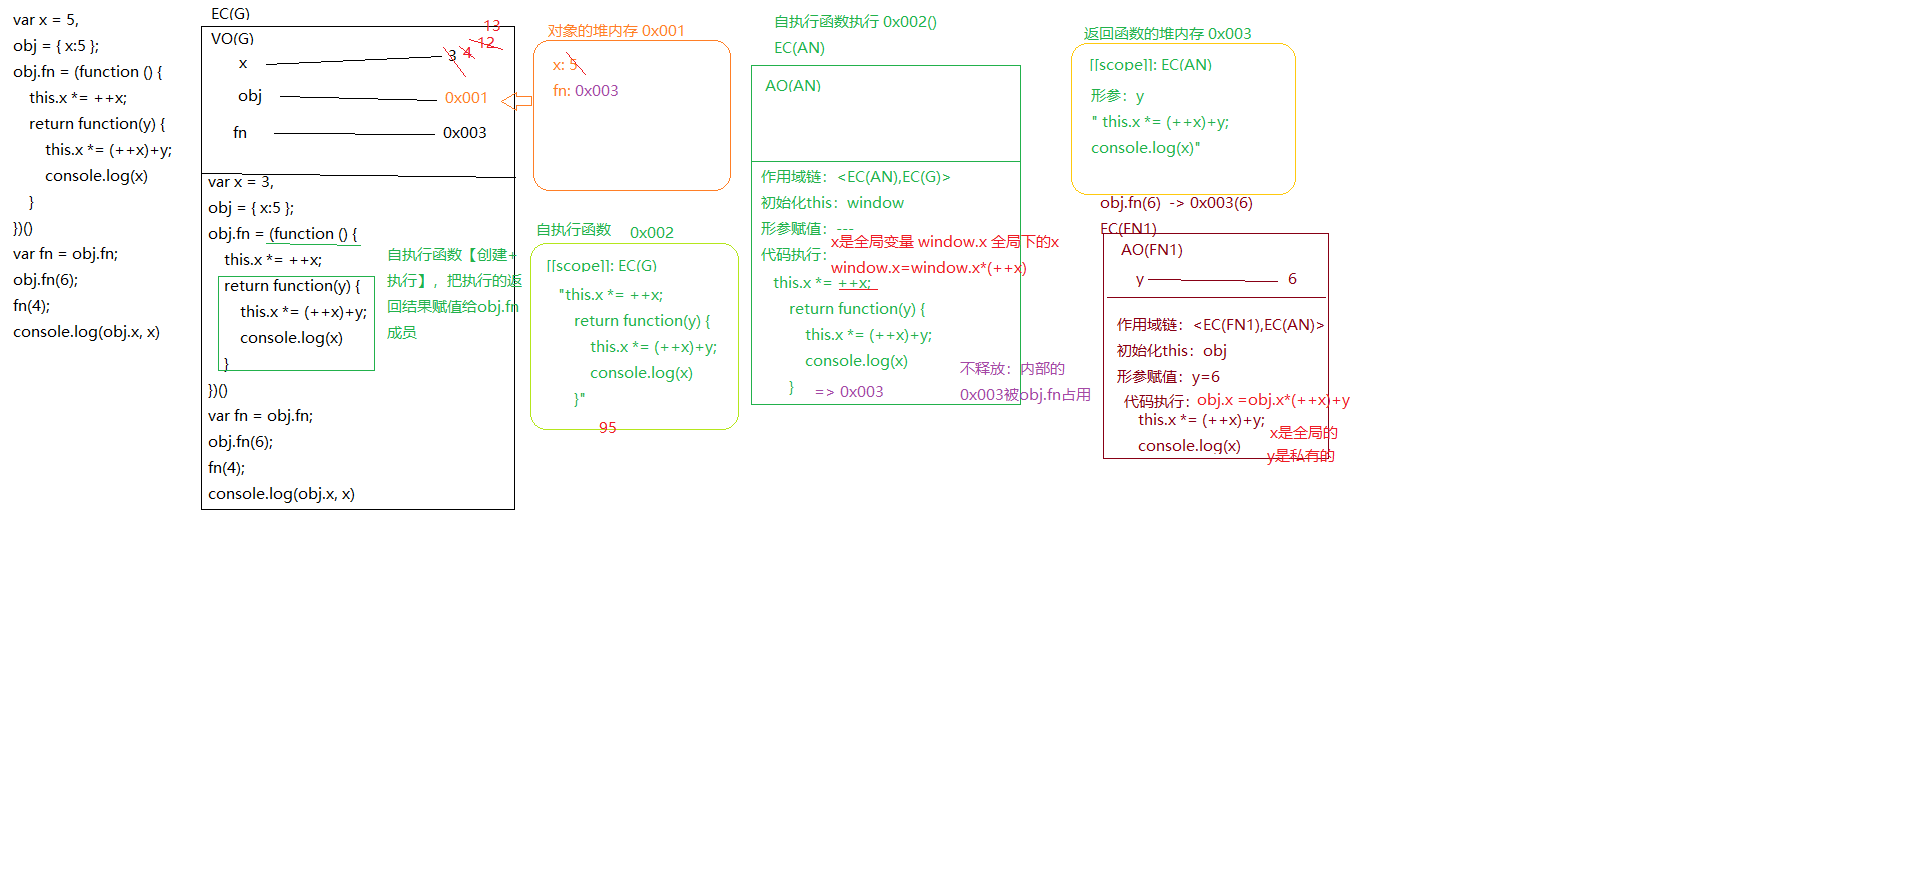 var x = 5,
obj = { x:5 };
obj.fn = (function () {
this.x *= ++x;
return function(y) {
this.x *= (++x)+y;
console.log(x)
}
})()
var fn = obj.fn;
obj.fn(6);
fn(4);
console.log(obj.x, x)
EC(G)
VO(G)
x
3 4 12 13
obj
0x001
fn
0x003
var x = 3,
obj = { x:5 };
obj.fn = (function () {
this.x *= ++x;
return function(y) {
this.x *= (++x)+y;
console.log(x)
}
})()
var fn = obj.fn;
obj.fn(6);
fn(4);
console.log(obj.x, x)
自执行函数【创建+
执行】，把执行的返
回结果赋值给obj.fn
成员
对象的堆内存 0x001
x: 5
fn: 0x003
自执行函数 0x002
[[scope]]: EC(G)
"this.x *= ++x;
return function(y) {
this.x *= (++x)+y;
console.log(x)
}"
95
自执行函数执行 0x002()
EC(AN)
AO(AN)
作用域链：<EC(AN),EC(G)>
初始化this：window
形参赋值：---
代码执行：
x是全局变量 window.x 全局下的x
window.x=window.x*(++x)
this.x *= ++x;
return function(y) {
this.x *= (++x)+y;
console.log(x)
} => 0x003
不释放：内部的
0x003被obj.fn占用
返回函数的堆内存 0x003
[[scope]]: EC(AN)
形参：y
" this.x *= (++x)+y;
console.log(x)"
obj.fn(6) -> 0x003(6)
EC(FN1)
AO(FN1)
y 6
作用域链：<EC(FN1),EC(AN)>
初始化this：obj
形参赋值：y=6
代码执行：obj.x =obj.x*(++x)+y
this.x *= (++x)+y;
x是全局的
console.log(x)
y是私有的